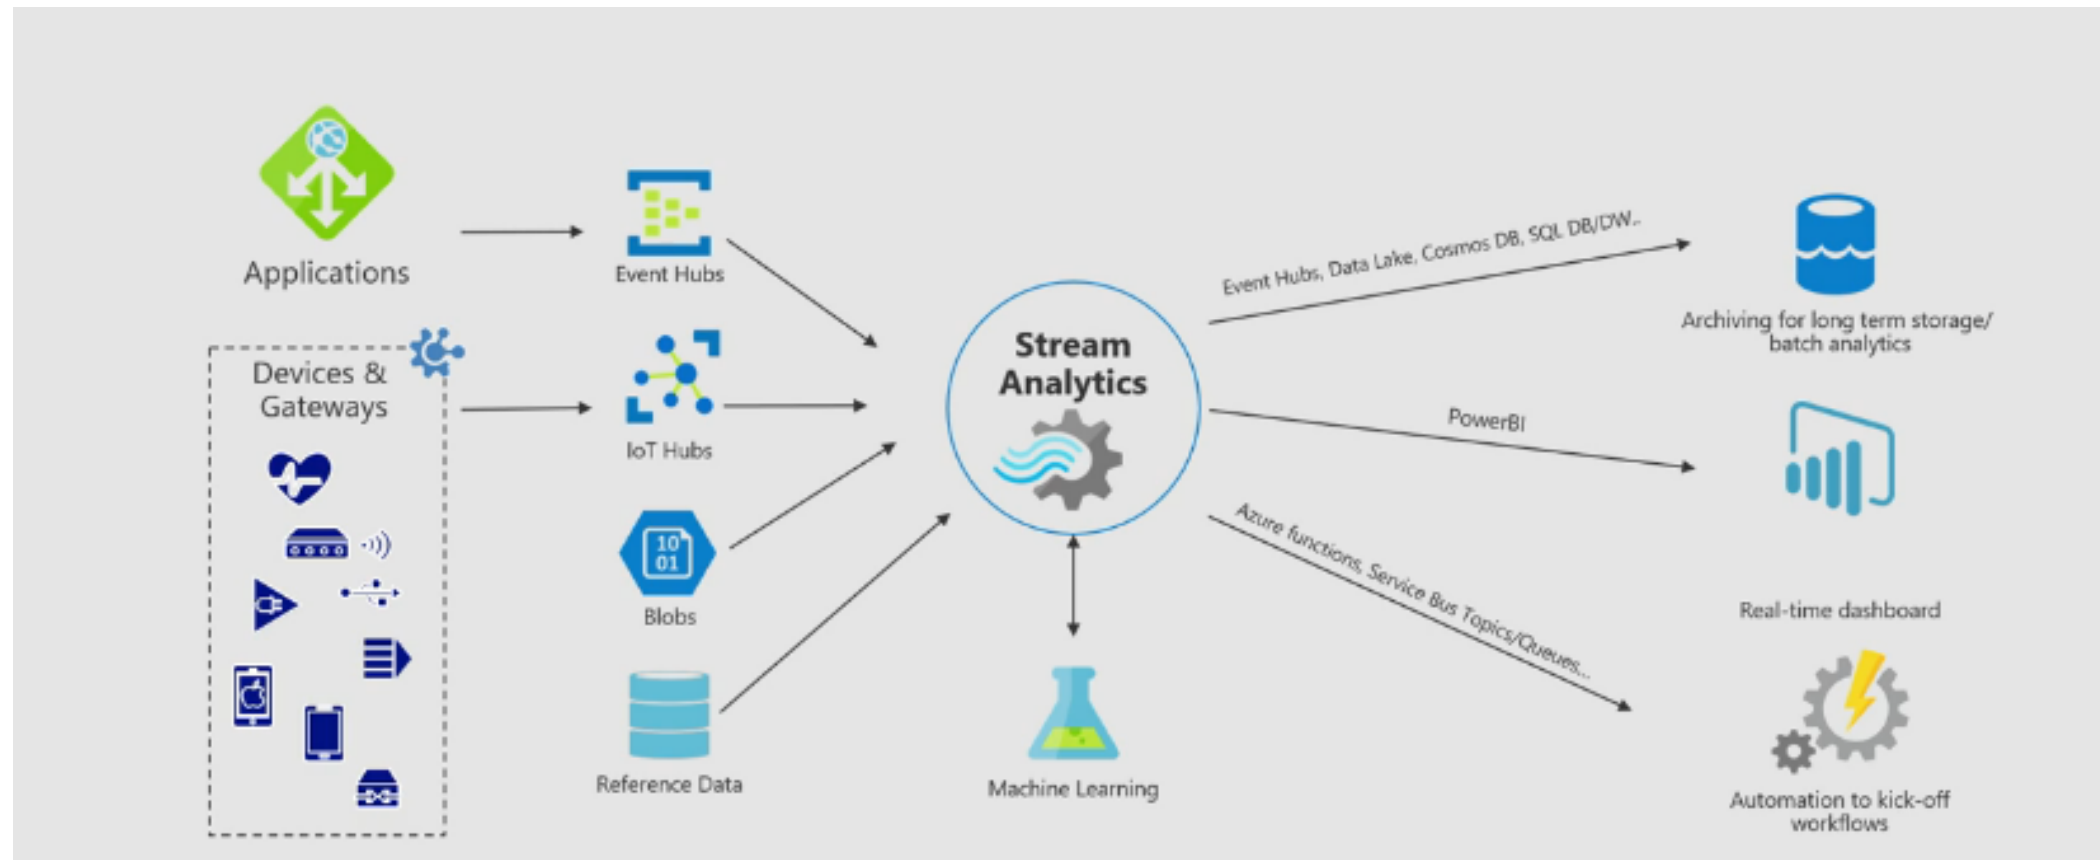 Applications
Devices &
Gateways
Event Hubs
IoT Hubs
10
01
Blobs
Reference Data
Stream
Analytics
Machine Learning
Event Hubs, Data Lake, Cosmos DB, SQL DB/DW..
Archiving for long term storage/
batch analytics
PowerBI
Real-time dashboard
Azure functions, Service Bus Topics/Queues...
Automation to kick-off
workflows